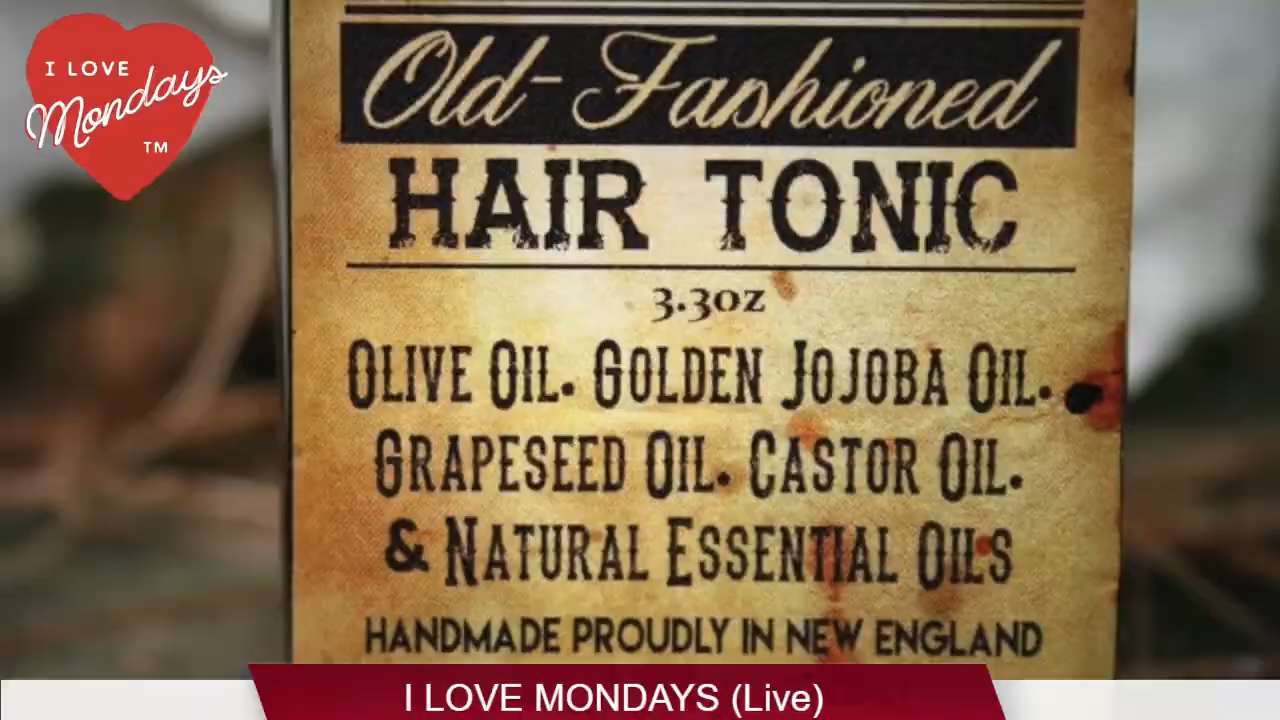 I LOVE
Mondays
TM
Old-Fashioned
HAIR TONIC
3.3oz
OLIVE OIL. GOLDEN JOJOBA OIL.
GRAPESEED OIL. CASTOR OIL.
& NATURAL ESSENTIAL OILS
HANDMADE PROUDLY IN NEW ENGLAND
I LOVE MONDAYS (Live)